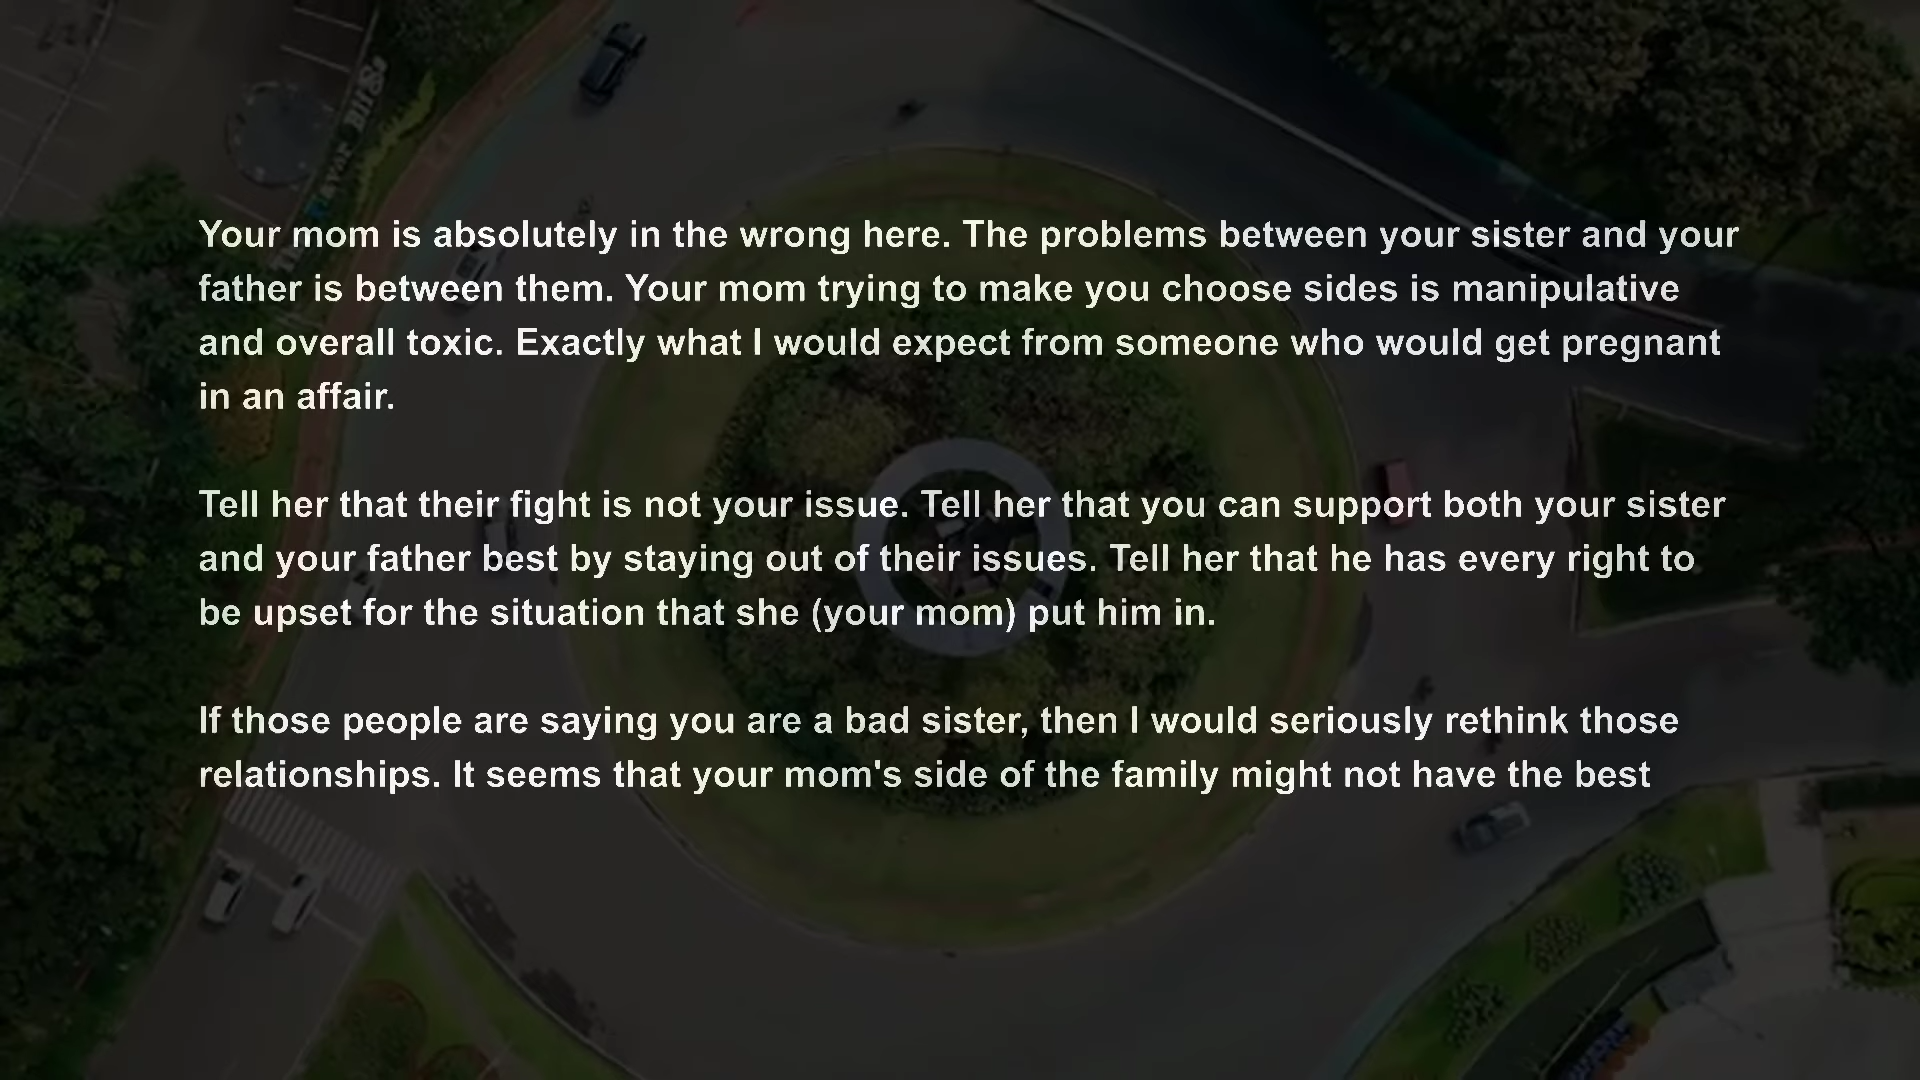 Your mom is absolutely in the wrong here. The problems between your sister and your
father is between them. Your mom trying to make you choose sides is manipulative
and overall toxic. Exactly what I would expect from someone who would get pregnant
in an affair.
Tell her that their fight is not your issue. Tell her that you can support both your sister
and your father best by staying out of their issues. Tell her that he has every right to
be upset for the situation that she (your mom) put him in.
If those people are saying you are a bad sister, then I would seriously rethink those
relationships. It seems that your mom's side of the family might not have the best